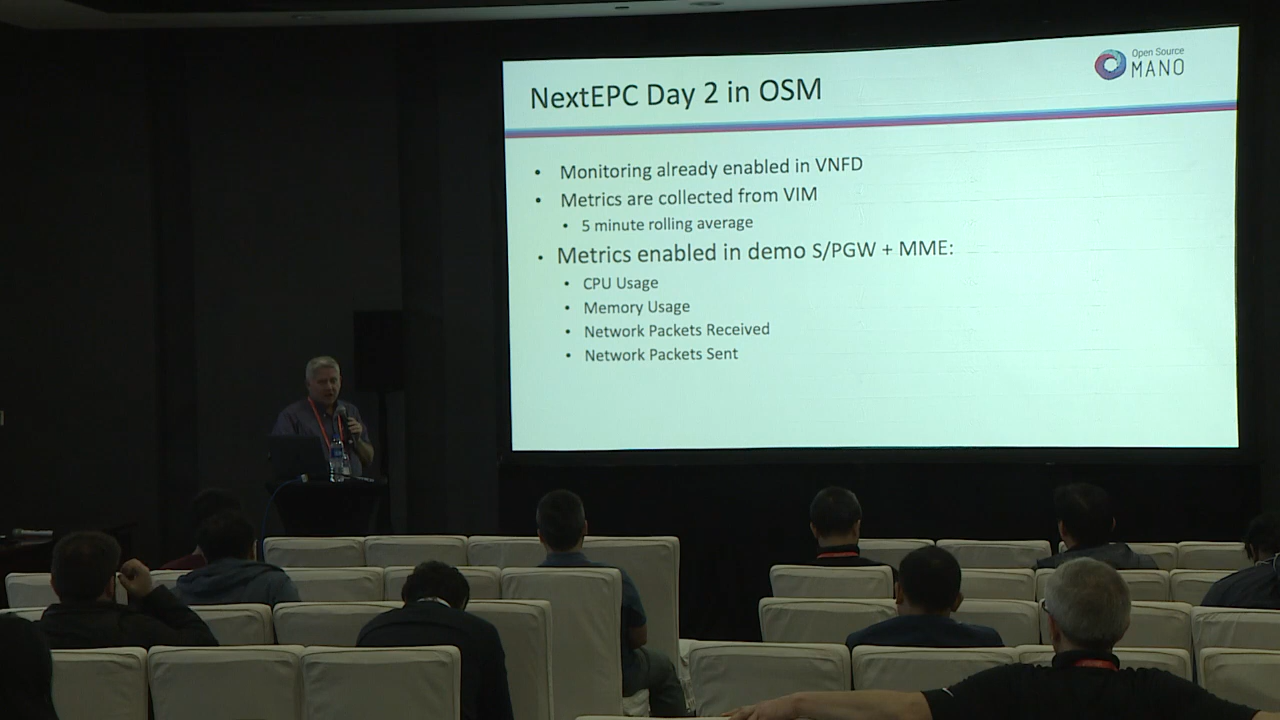 Open Source
MANO
NextEPC Day 2 in OSM
• Monitoring already enabled in VNFD
• Metrics are collected from VIM
• 5 minute rolling average
• Metrics enabled in demo S/PGW + MME:
• CPU Usage
• Memory Usage
• Network Packets Received
• Network Packets Sent